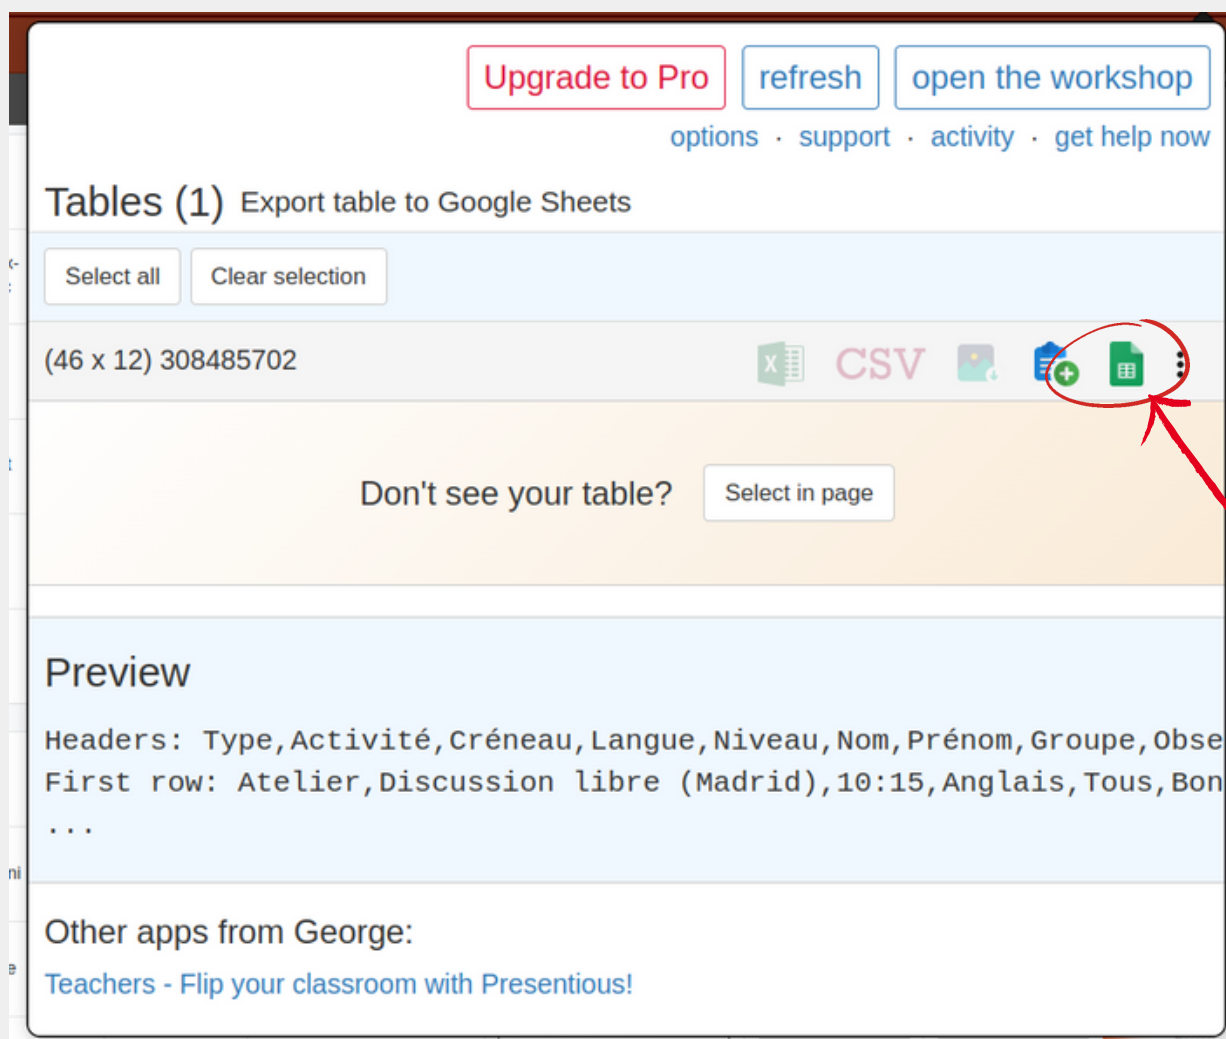 Upgrade to Pro refresh open the workshop
options · support · activity · get help now
Tables (1) Export table to Google Sheets
Select all Clear selection
(46 x 12) 308485702 CSV
Don't see your table? Select in page
Preview
Headers: Type,Activité,Créneau,Langue,Niveau,Nom,Prénom,Groupe,Obse
First row: Atelier,Discussion libre (Madrid),10:15,Anglais,Tous,Bon
...
ni
e
Other apps from George:
Teachers - Flip your classroom with Presentious!